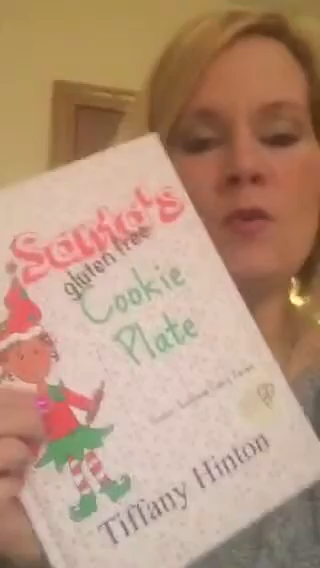 Santa's
gluten free
Cookie
Plate
Tiffany Hinton